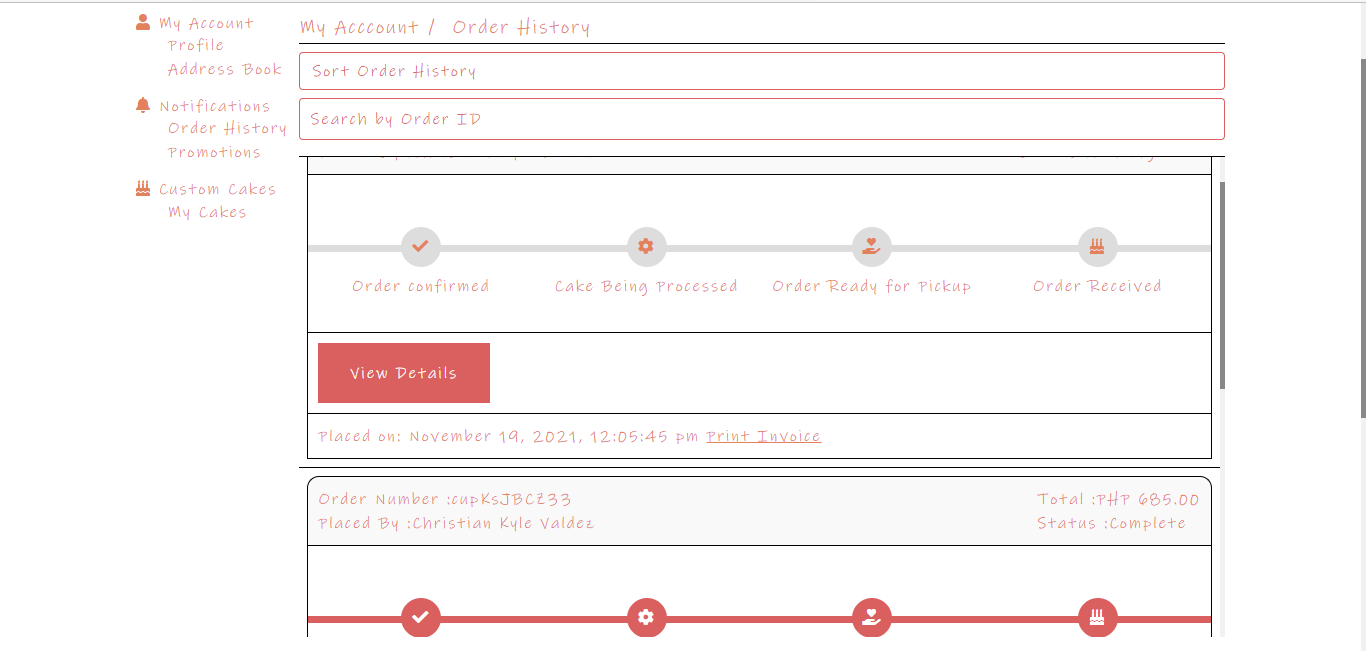 My Account
Profile
Address Book
Notifications
Order History
Promotions
Custom Cakes
My Cakes
My Acccount / Order History
Sort Order History
Search by Order ID
Order confirmed
Cake Being Processed
Order Ready for Pickup
Order Received
View Details
Placed on: November 19, 2021, 12:05:45 pm Print Invoice
Order Number :cupKsJBCZ33
Total :PHP 685.00
Placed By :Christian Kyle Valdez
Status :Complete